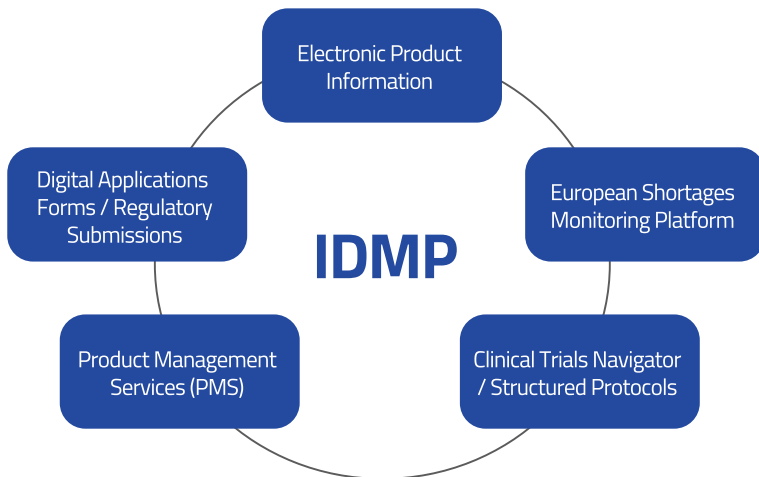 Electronic Product
Information
Digital Applications
Forms / Regulatory
Submissions
European Shortages
Monitoring Platform
IDMP
Product Management
Services (PMS)
Clinical Trials Navigator
/ Structured Protocols